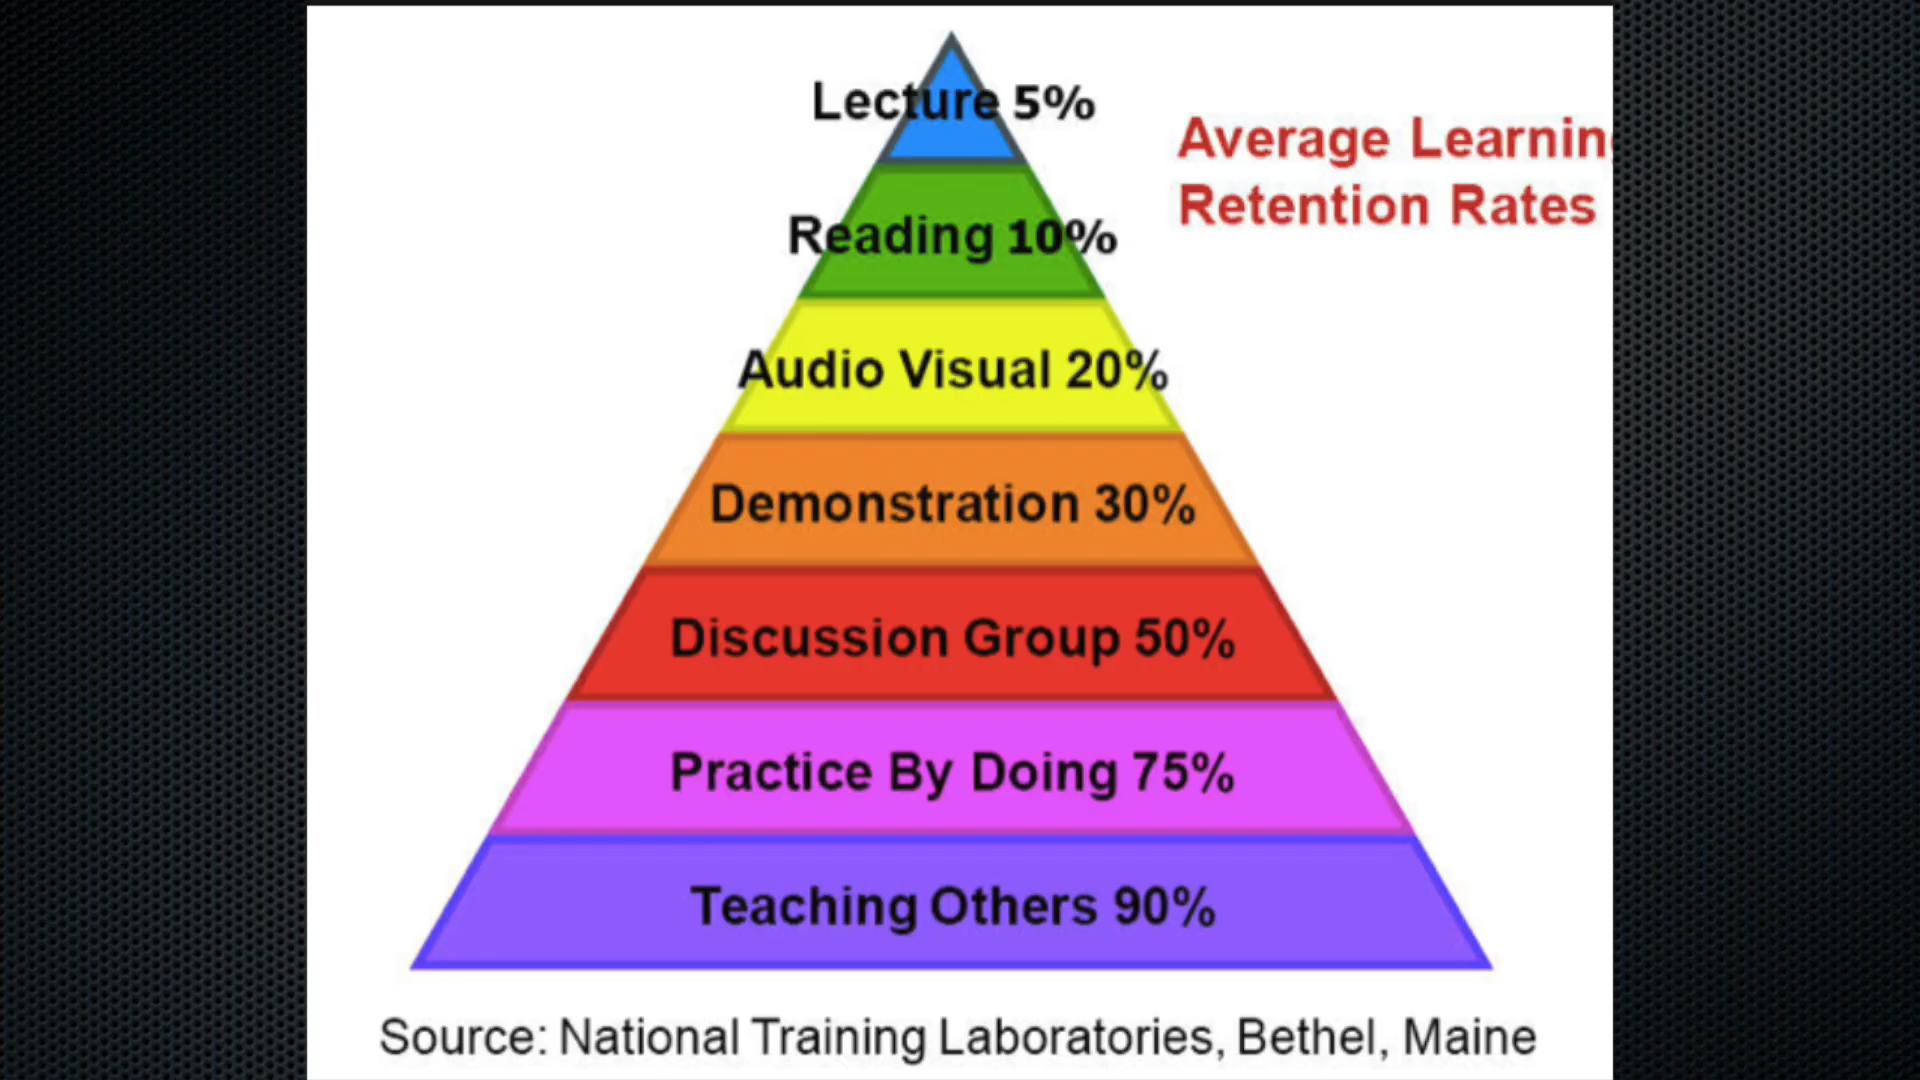 Lecture 5%
Average Learnin
Retention Rates
Reading 10%
Audio Visual 20%
Demonstration 30%
Discussion Group 50%
Practice By Doing 75%
Teaching Others 90%
Source: National Training Laboratories, Bethel, Maine